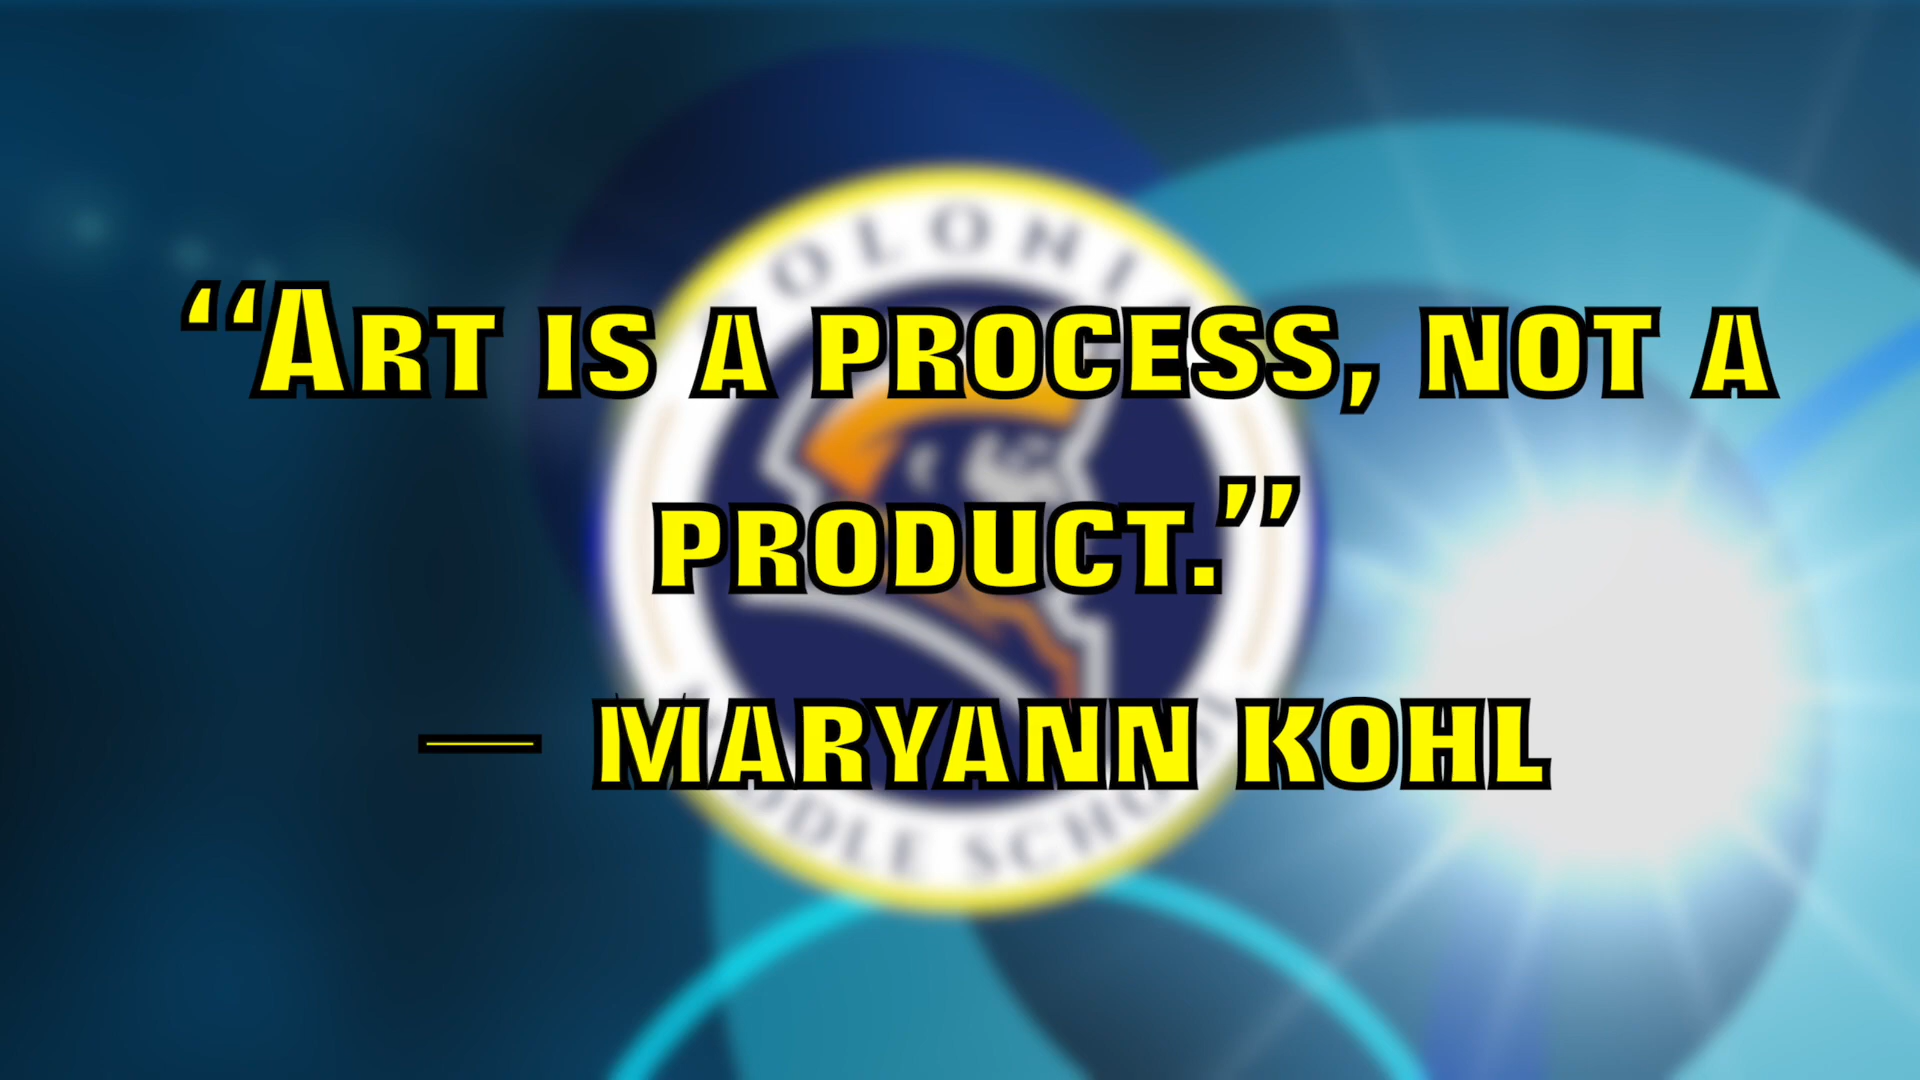 “Art is a process, not a
product.”
— MaryAnn Kohl